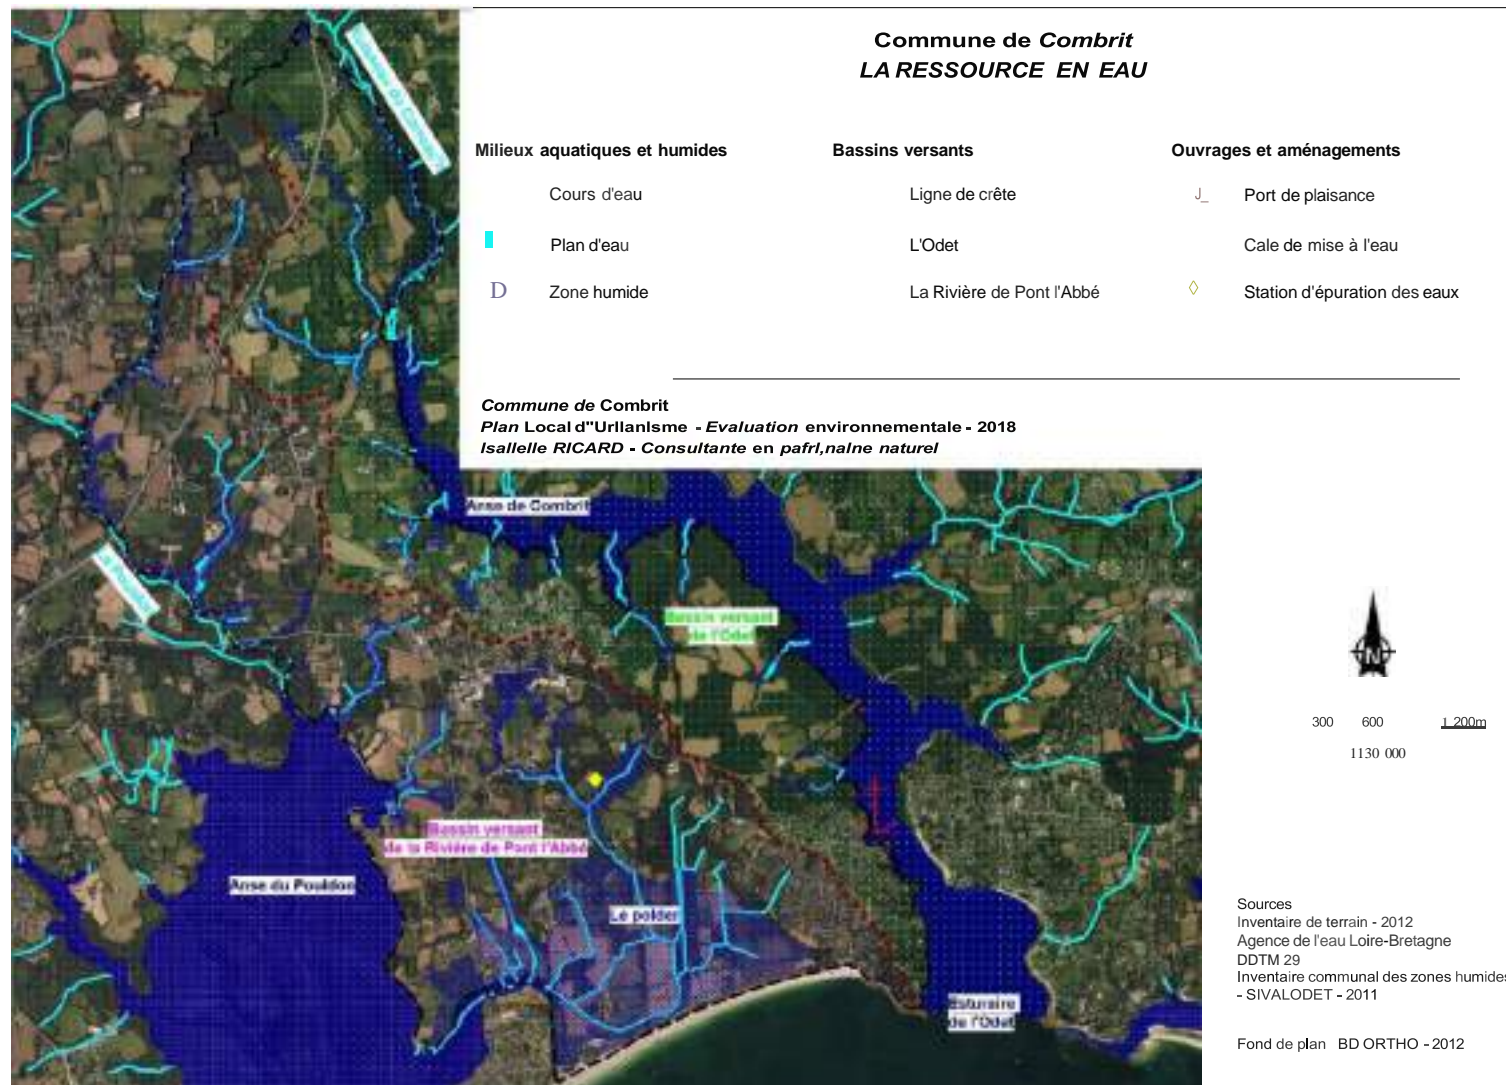 Commune de Combrit
LA RESSOURCE EN EAU
Milieux aquatiques et humides
Cours d'eau
Plan d'eau
D Zone humide
Bassins versants
Ligne de crête
L'Odet
La Rivière de Pont l'Abbé
Ouvrages et aménagements
J_ Port de plaisance
Cale de mise à l'eau
Station d'épuration des eaux
Commune de Combrit
Plan Local d''Urllanlsme - Evaluation environnementale - 2018
Isallelle RICARD - Consultante en pafrl,nalne naturel
Anse de Combrit
Bassin versant
de l'Odet
Bassin versant
de la Rivière de Pont l'Abbé
Anse du Pouldon
Le polder
Esturaire
de l'Odet
N
300 600 1 200m
1130 000
Sources
Inventaire de terrain - 2012
Agence de l'eau Loire-Bretagne
DDTM 29
Inventaire communal des zones humides
- SIVALODET - 2011
Fond de plan BD ORTHO - 2012